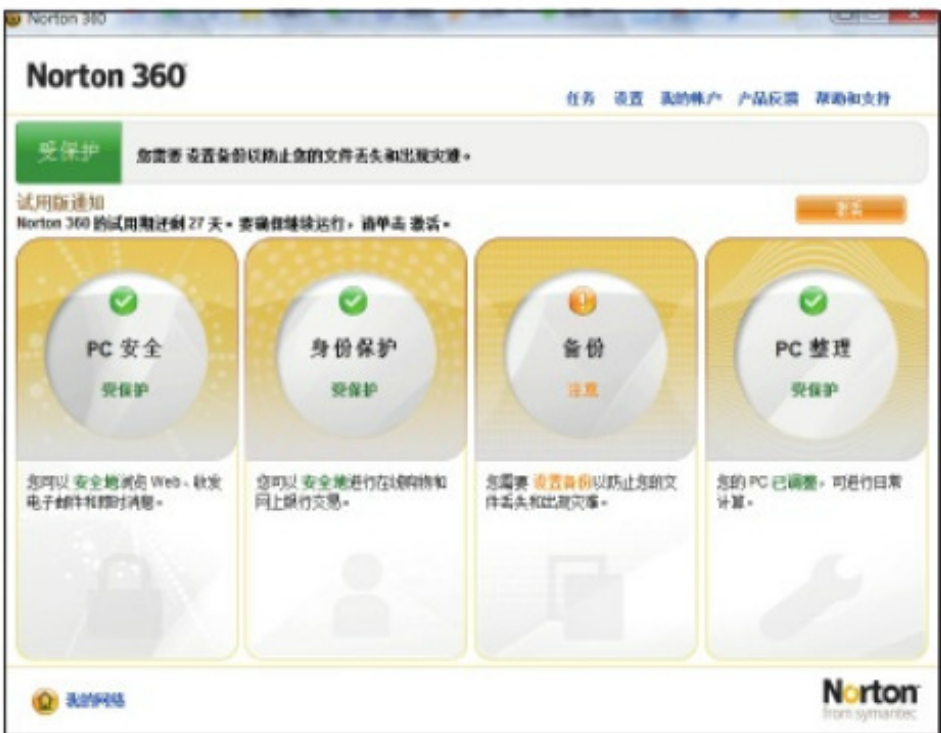 Norton 360
Norton 360
任务 设置 我的帐户 产品反馈 帮助和支持
受保护 您需要 设置备份以防止您的文件丢失和出现灾难。
试用版通知
Norton 360 的试用期还剩 27 天。要确保继续运行，请单击 激活。
激活
PC 安全
受保护
身份保护
受保护
备份
注意
PC 整理
受保护
您可以 安全地浏览 Web、收发
电子邮件和即时消息。
您可以 安全地进行在线购物和
网上银行交易。
您需要 设置备份以防止您的文
件丢失和出现灾难。
您的 PC 已调整，可进行日常
计算。
我的网络
Norton
from symantec